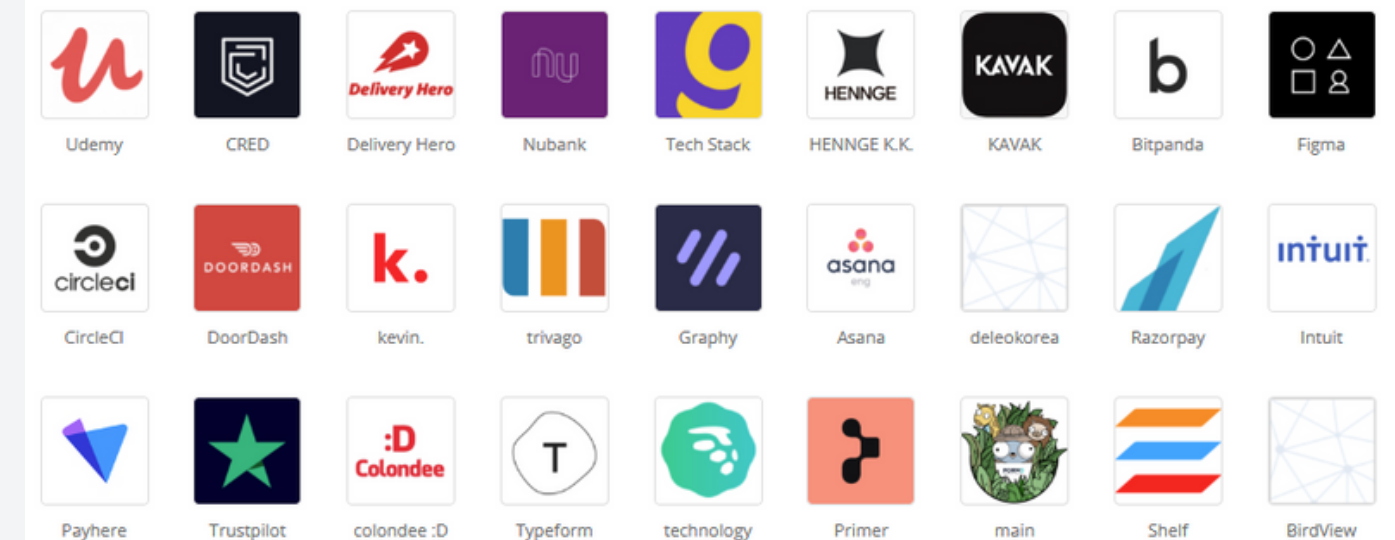 Delivery Hero
nu
g
HENNGE
KAVAK
b
Udemy
CRED
Delivery Hero
Nubank
Tech Stack
HENNGE K.K.
KAVAK
Bitpanda
Figma
circleci
DOORDASH
k.
asana
eng
intuit
CircleCI
DoorDash
kevin.
trivago
Graphy
Asana
deleokorea
Razorpay
Intuit
:D
Colondee
T
Payhere
Trustpilot
colondee :D
Typeform
technology
Primer
main
Shelf
BirdView